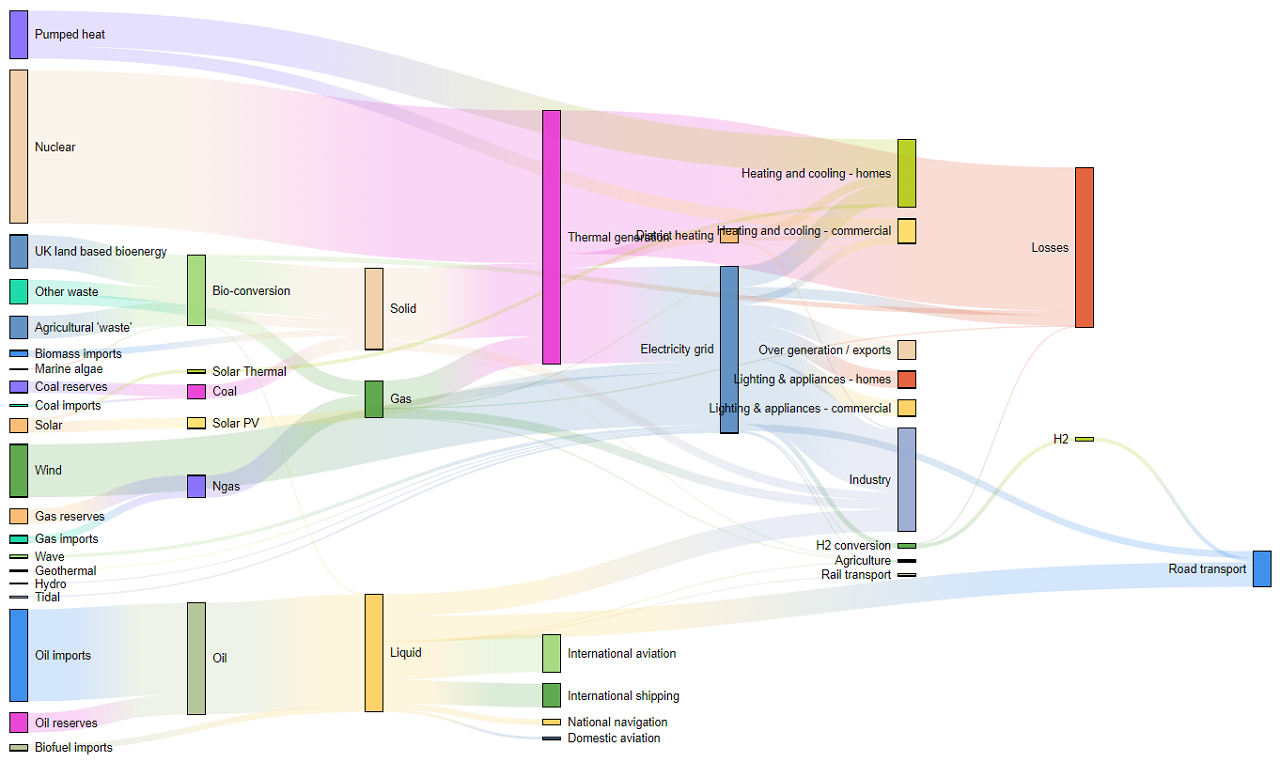 Pumped heat
Nuclear
UK land based bioenergy
Other waste
Agricultural 'waste'
Biomass imports
Marine algae
Coal reserves
Coal imports
Solar
Wind
Gas reserves
Gas imports
Wave
Geothermal
Hydro
Tidal
Oil imports
Oil reserves
Biofuel imports
Bio-conversion
Solar Thermal
Coal
Solar PV
Ngas
Oil
Solid
Gas
Liquid
Thermal generation
International aviation
International shipping
National navigation
Domestic aviation
District heating
Electricity grid
Heating and cooling - homes
Heating and cooling - commercial
Over generation / exports
Lighting & appliances - homes
Lighting & appliances - commercial
Industry
H2 conversion
Agriculture
Rail transport
Losses
H2
Road transport